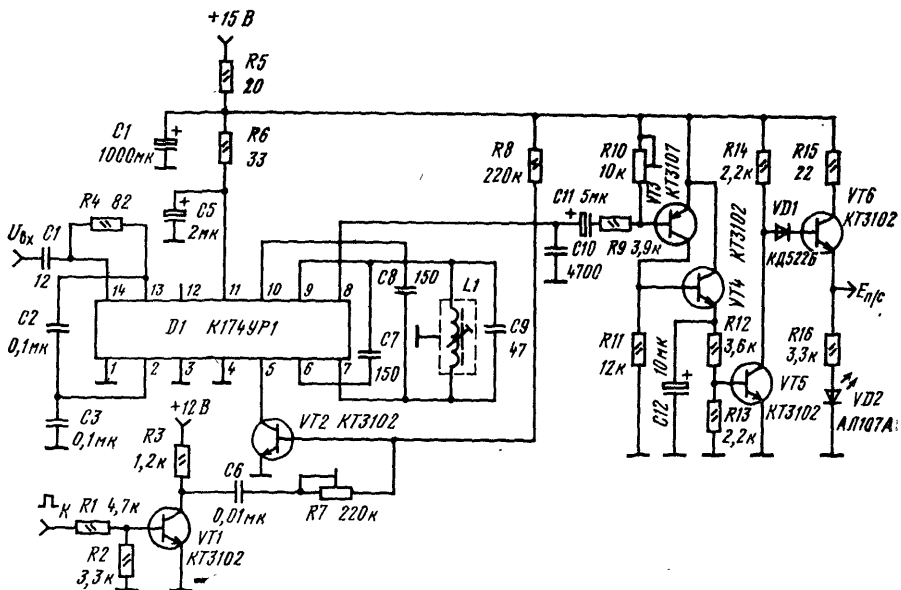 +15 В
R5
20
C1
1000мк
R6
33
R8
220к
R10
10к
VT3
КТ3107
R14
2,2к
R15
22
VT6
КТ3102
VD1
КД522Б
R4 82
C5
2мк
C11 5мк
R9 3,9к
C10
4700
КТ3102
VT4
Uвх
C1
12
C8
150
L1
C9
47
14 13 12 11 10 9 8
D1 К174УР1
1 2 3 4 5 6 7
C7
150
C2
0,1мк
C3
0,1мк
Eп/с
R11
12к
10мк
C12
R12
3,6к
VT5
КТ3102
R13
2,2к
R16
3,3к
VD2
АЛ107А
+12 В
R3
1,2к
VT2 КТ3102
C6
0,01мк
R7 220к
К
R1 4,7к
R2
3,3к
VT1
КТ3102